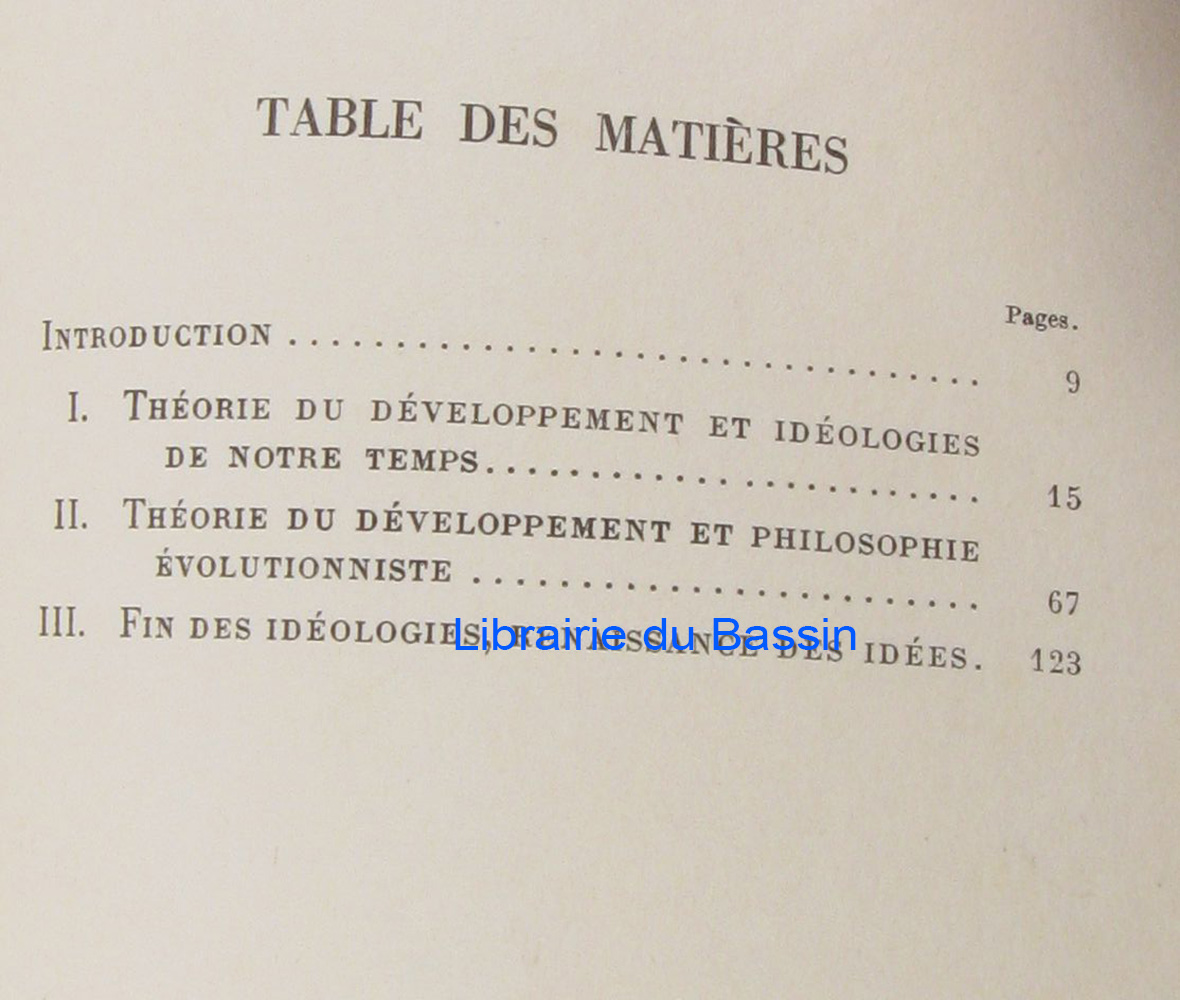 TABLE DES MATIÈRES
Pages.
INTRODUCTION ................................ 9
I. THÉORIE DU DÉVELOPPEMENT ET IDÉOLOGIES
DE NOTRE TEMPS........................ 15
II. THÉORIE DU DÉVELOPPEMENT ET PHILOSOPHIE
ÉVOLUTIONNISTE ........................ 67
III. FIN DES IDÉOLOGIES, RENAISSANCE DES IDÉES. 123
Librairie du Bassin